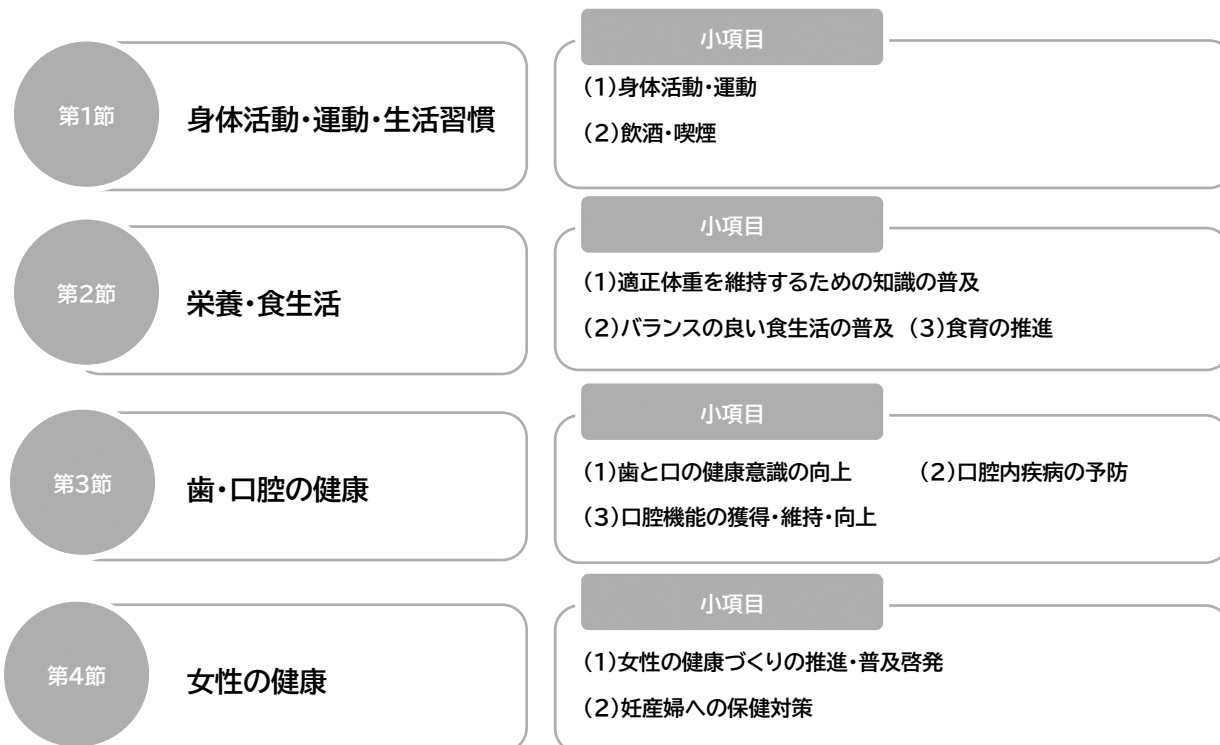 第1節
身体活動・運動・生活習慣
小項目
(1)身体活動・運動
(2)飲酒・喫煙
第2節
栄養・食生活
小項目
(1)適正体重を維持するための知識の普及
(2)バランスの良い食生活の普及 (3)食育の推進
第3節
歯・口腔の健康
小項目
(1)歯と口の健康意識の向上 (2)口腔内疾病の予防
(3)口腔機能の獲得・維持・向上
第4節
女性の健康
小項目
(1)女性の健康づくりの推進・普及啓発
(2)妊産婦への保健対策